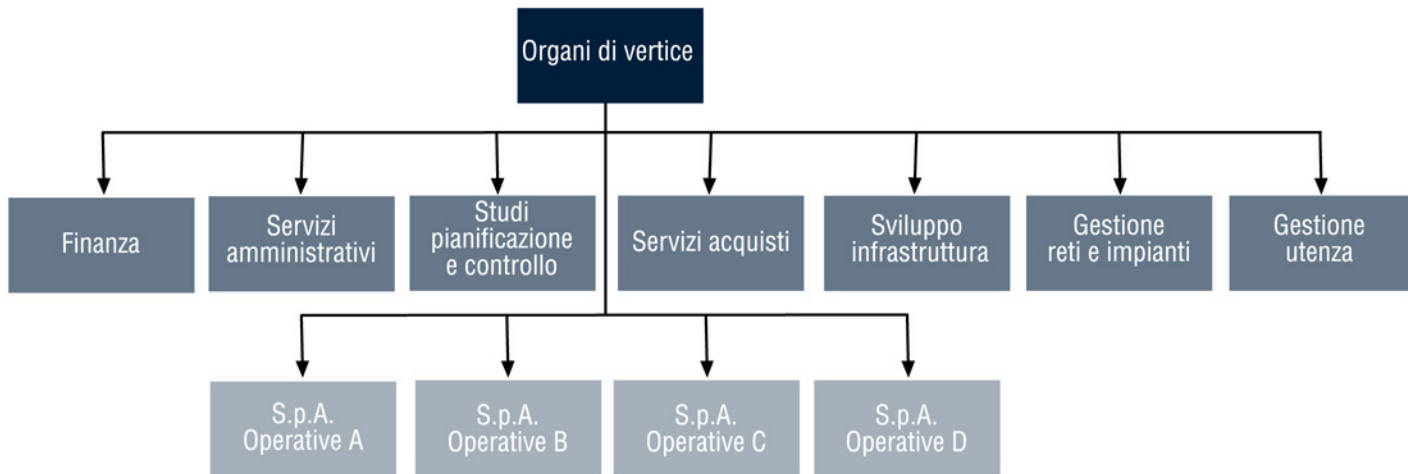 Organi di vertice
Finanza
Servizi
amministrativi
Studi
pianificazione
e controllo
Servizi acquisti
Sviluppo
infrastruttura
Gestione
reti e impianti
Gestione
utenza
S.p.A.
Operative A
S.p.A.
Operative B
S.p.A.
Operative C
S.p.A.
Operative D